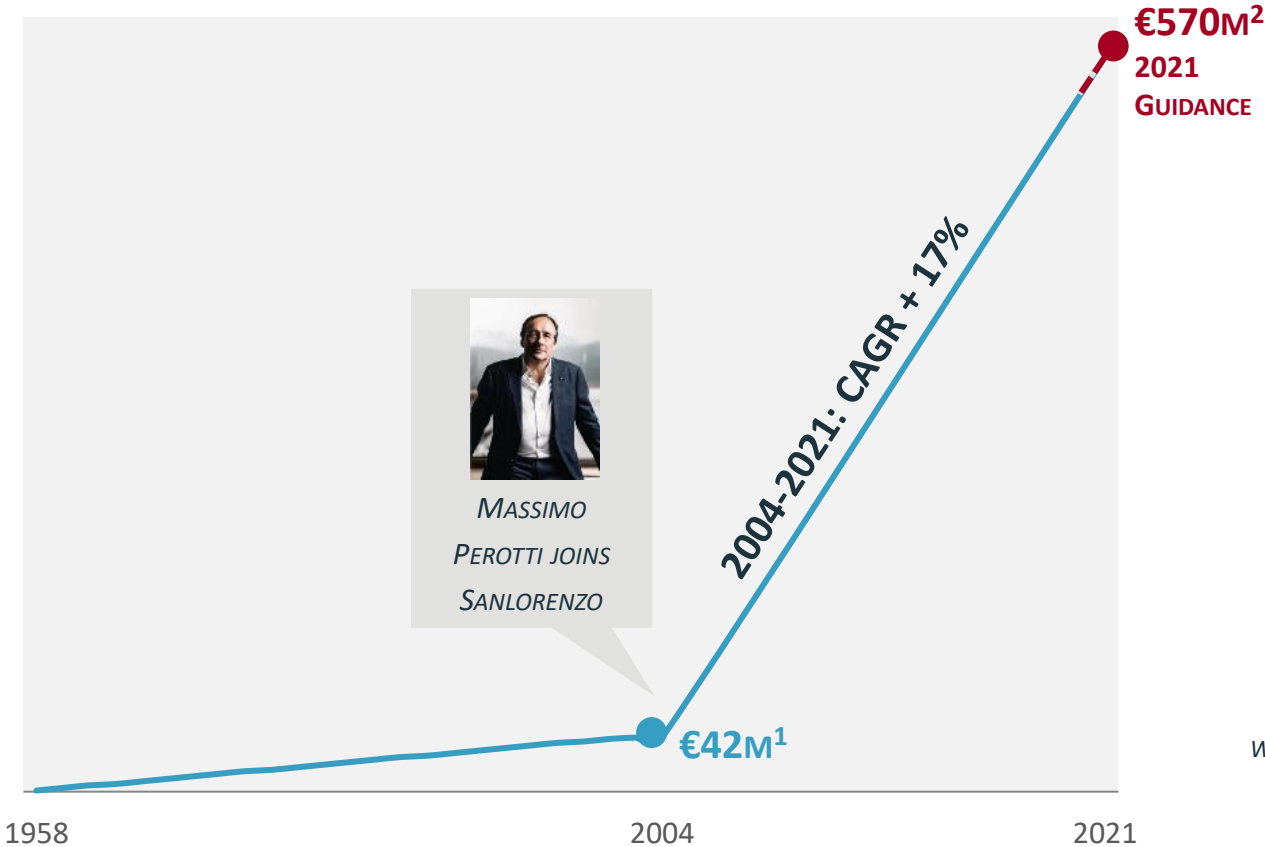 €570M²
2021
GUIDANCE
2004-2021: CAGR + 17%
MASSIMO
PEROTTI JOINS
SANLORENZO
€42M¹
1958
2004
2021